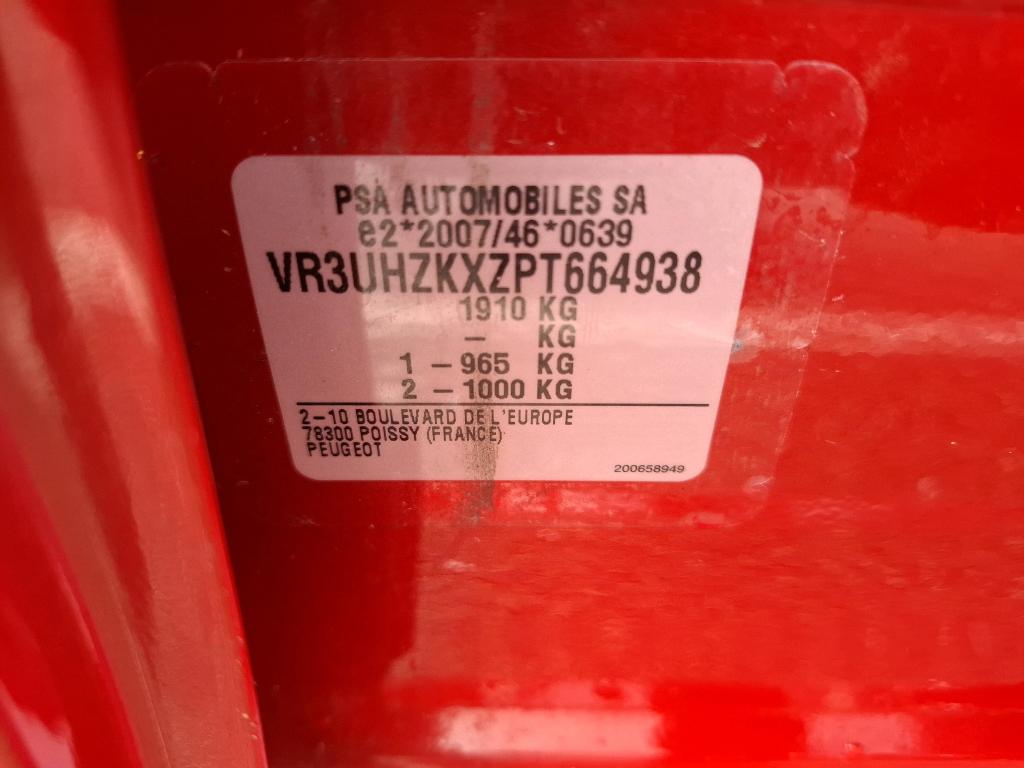 PSA AUTOMOBILES SA
e2*2007/46*0639
VR3UHZKXZPT664938
1910 KG
– KG
1 – 965 KG
2 – 1000 KG
2–10 BOULEVARD DE L'EUROPE
78300 POISSY (FRANCE)
PEUGEOT
200658949